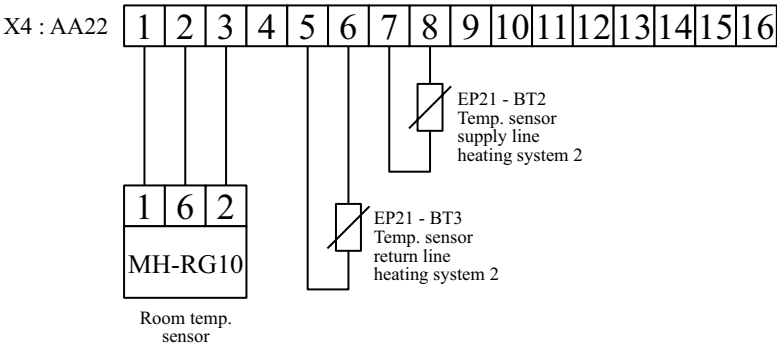 X4 : AA22 1 2 3 4 5 6 7 8 9 10 11 12 13 14 15 16
EP21 - BT2
Temp. sensor
supply line
heating system 2
1 6 2
MH-RG10
EP21 - BT3
Temp. sensor
return line
heating system 2
Room temp.
sensor